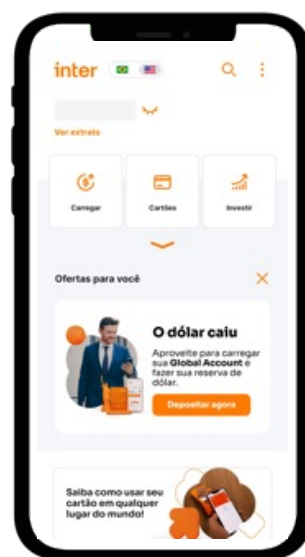 inter
Ver extrato
Carregar
Cartões
Investir
Ofertas para você
O dólar caiu
Aproveite para carregar
sua Global Account e
fazer sua reserva de
dólar.
Depositar agora
Saiba como usar seu
cartão em qualquer
lugar do mundo!